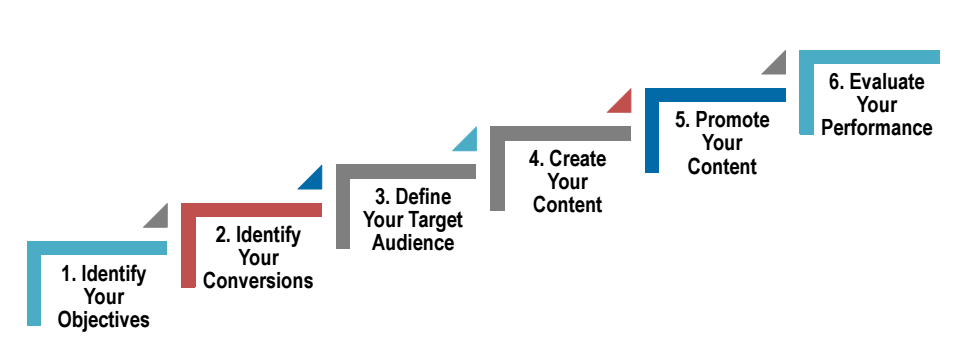 1. Identify
Your
Objectives
2. Identify
Your
Conversions
3. Define
Your Target
Audience
4. Create
Your
Content
5. Promote
Your
Content
6. Evaluate
Your
Performance